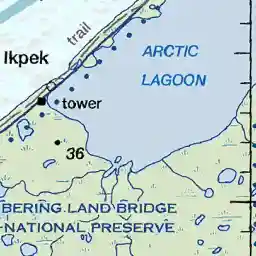 trail
Ikpek
ARCTIC
LAGOON
tower
36
BERING LAND BRIDGE
NATIONAL PRESERVE